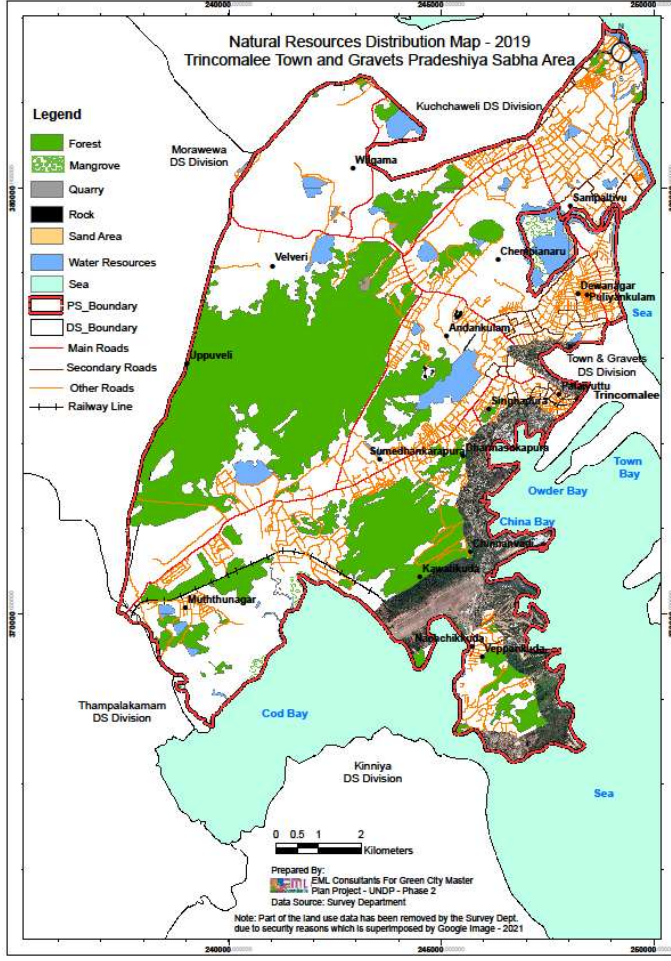 240000
245000
250000
Natural Resources Distribution Map - 2019
Trincomalee Town and Gravets Pradeshiya Sabha Area
N
E
S
Legend
Forest
Mangrove
Quarry
Rock
Sand Area
Water Resources
Sea
PS_Boundary
DS_Boundary
Main Roads
Secondary Roads
Other Roads
Railway Line
Kuchchaweli DS Division
Morawewa
DS Division
380000
380000
Wilgama
Sampaltivu
Velveri
Chempianaru
Dewanagar
Puliyankulam
Sea
Andankulam
Uppuveli
Town & Gravets
DS Division
Palaiyuttu
Trincomalee
Singhapura
Sumedhankarapura
Dharmasokapura
Town
Bay
Owder Bay
China Bay
Kawatikuda
Muththunagar
370000
Veppankuda
Thampalakamam
DS Division
Cod Bay
Kinniya
DS Division
Sea
0 0.5 1 2
Kilometers
Prepared By:
EML
EML Consultants For Green City Master
Plan Project - UNDP - Phase 2
Data Source: Survey Department
Note: Part of the land use data has been removed by the Survey Dept.
due to security reasons which is superimposed by Google Image - 2021
240000
245000
250000